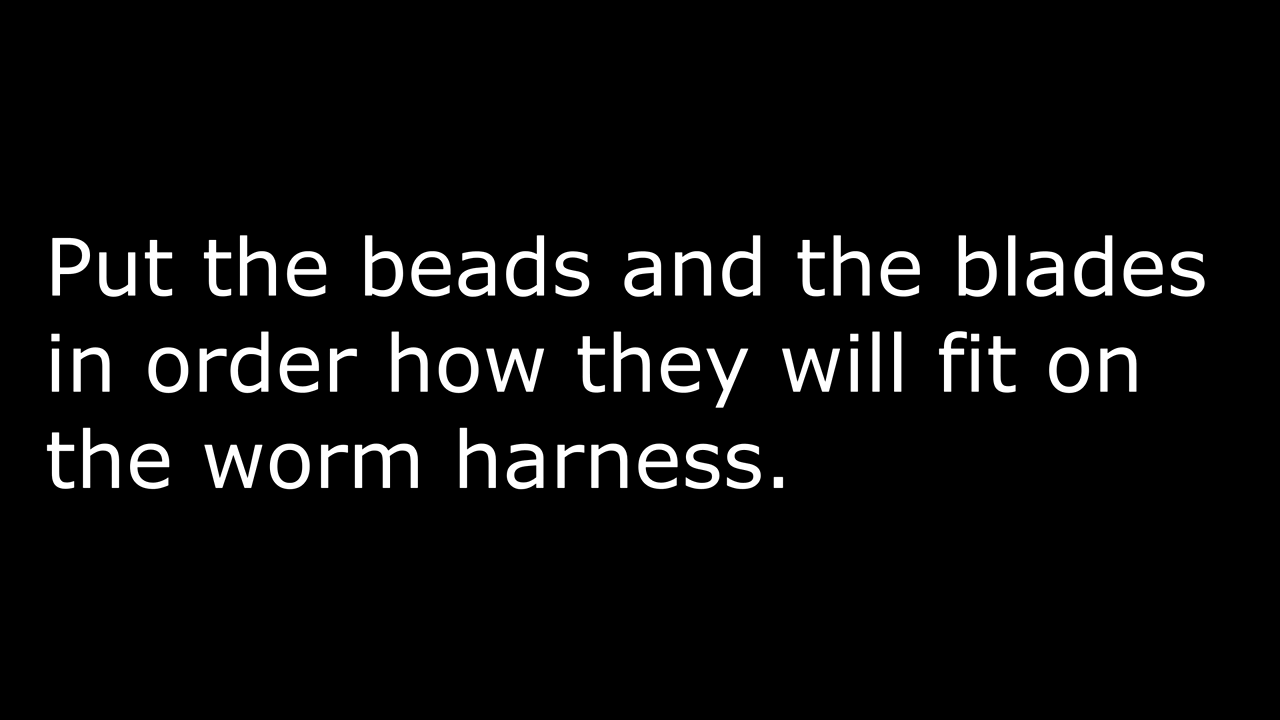 Put the beads and the blades
in order how they will fit on
the worm harness.